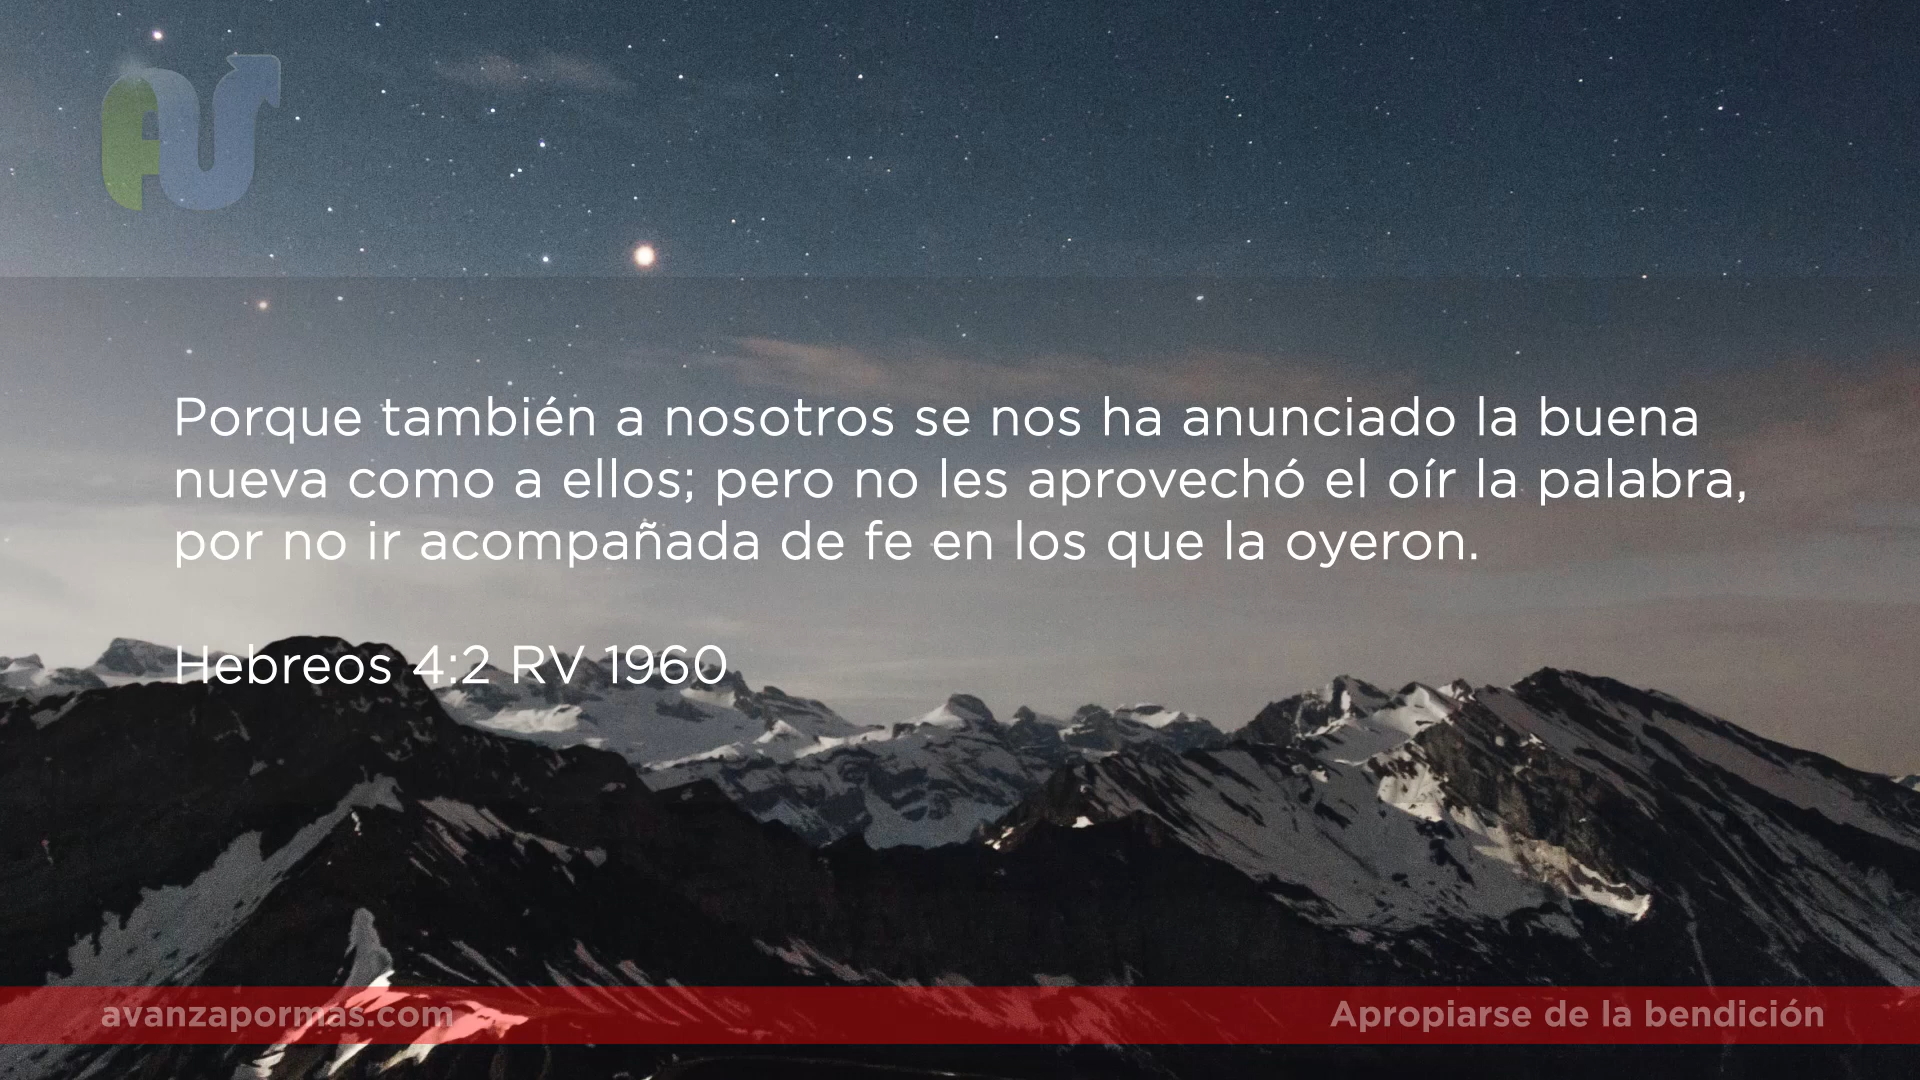 Porque también a nosotros se nos ha anunciado la buena
nueva como a ellos; pero no les aprovechó el oír la palabra,
por no ir acompañada de fe en los que la oyeron.
Hebreos 4:2 RV 1960
avanzapormas.com
Apropiarse de la bendición